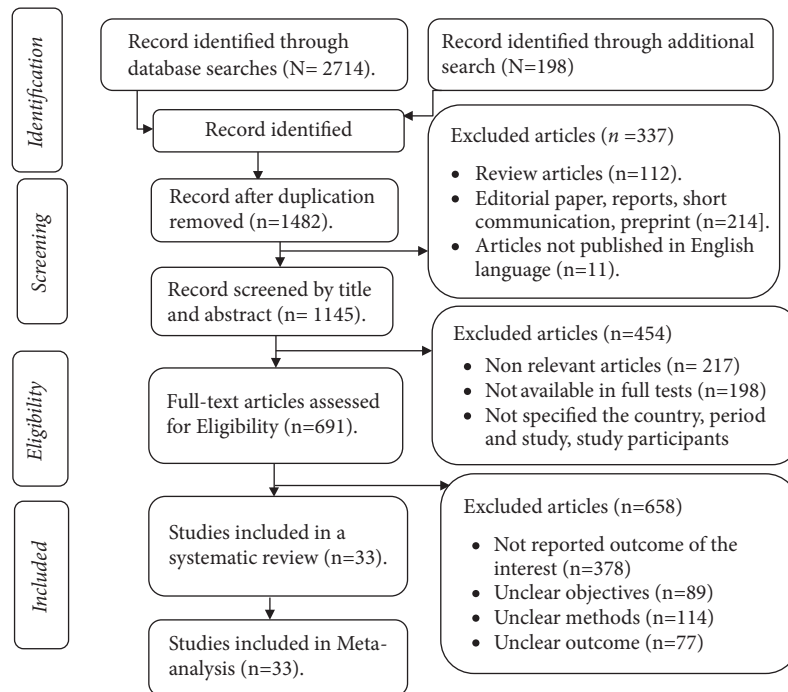 Identification
Screening
Eligibility
Included
Record identified through
database searches (N= 2714).
Record identified through additional
search (N=198)
Record identified
Record after duplication
removed (n=1482).
Excluded articles (n =337)
• Review articles (n=112).
• Editorial paper, reports, short
communication, preprint (n=214].
• Articles not published in English
language (n=11).
Record screened by title
and abstract (n= 1145).
Excluded articles (n=454)
• Non relevant articles (n= 217)
• Not available in full tests (n=198)
• Not specified the country, period
and study, study participants
Full-text articles assessed
for Eligibility (n=691).
Excluded articles (n=658)
• Not reported outcome of the
interest (n=378)
• Unclear objectives (n=89)
• Unclear methods (n=114)
• Unclear outcome (n=77)
Studies included in a
systematic review (n=33).
Studies included in Meta-
analysis (n=33).